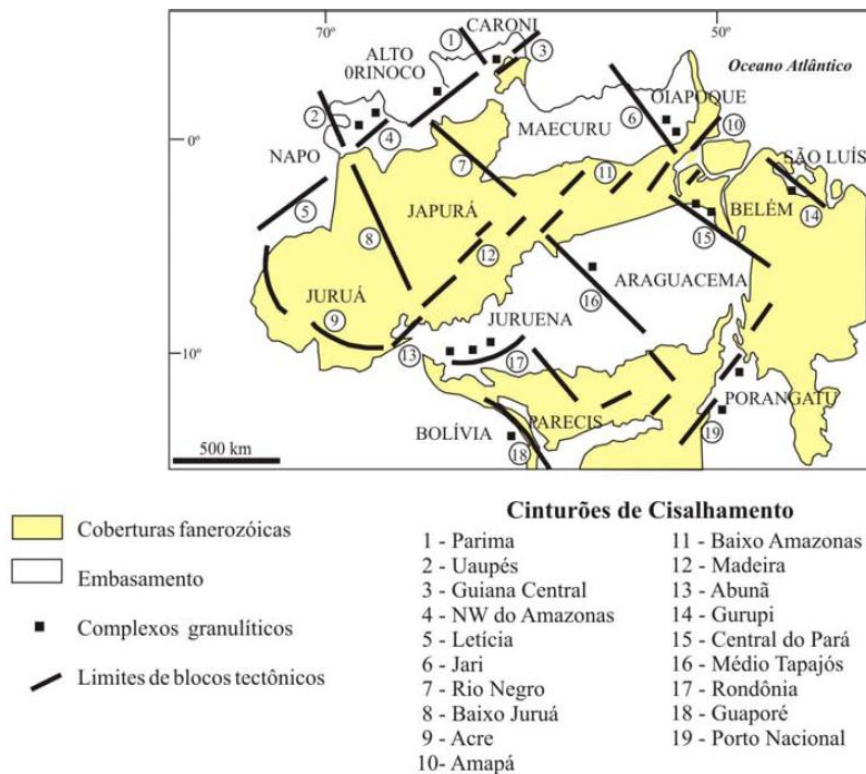 70º
50º
CARONI
1
3
ALTO
0RINOCO
Oceano Atlântico
2
4
6
OIAPOQUE
10
MAECURU
0º
NAPO
7
11
SÃO LUÍS
5
JAPURÁ
BELÉM
14
8
12
15
ARAGUACEMA
16
JURUÁ
9
JURUENA
10º
13
17
PORANGATU
BOLÍVIA
PARECIS
19
500 km
18
Coberturas fanerozóicas
Embasamento
Complexos granulíticos
Limites de blocos tectônicos
Cinturões de Cisalhamento
1 - Parima
2 - Uaupés
3 - Guiana Central
4 - NW do Amazonas
5 - Letícia
6 - Jari
7 - Rio Negro
8 - Baixo Juruá
9 - Acre
10- Amapá
11 - Baixo Amazonas
12 - Madeira
13 - Abunã
14 - Gurupi
15 - Central do Pará
16 - Médio Tapajós
17 - Rondônia
18 - Guaporé
19 - Porto Nacional